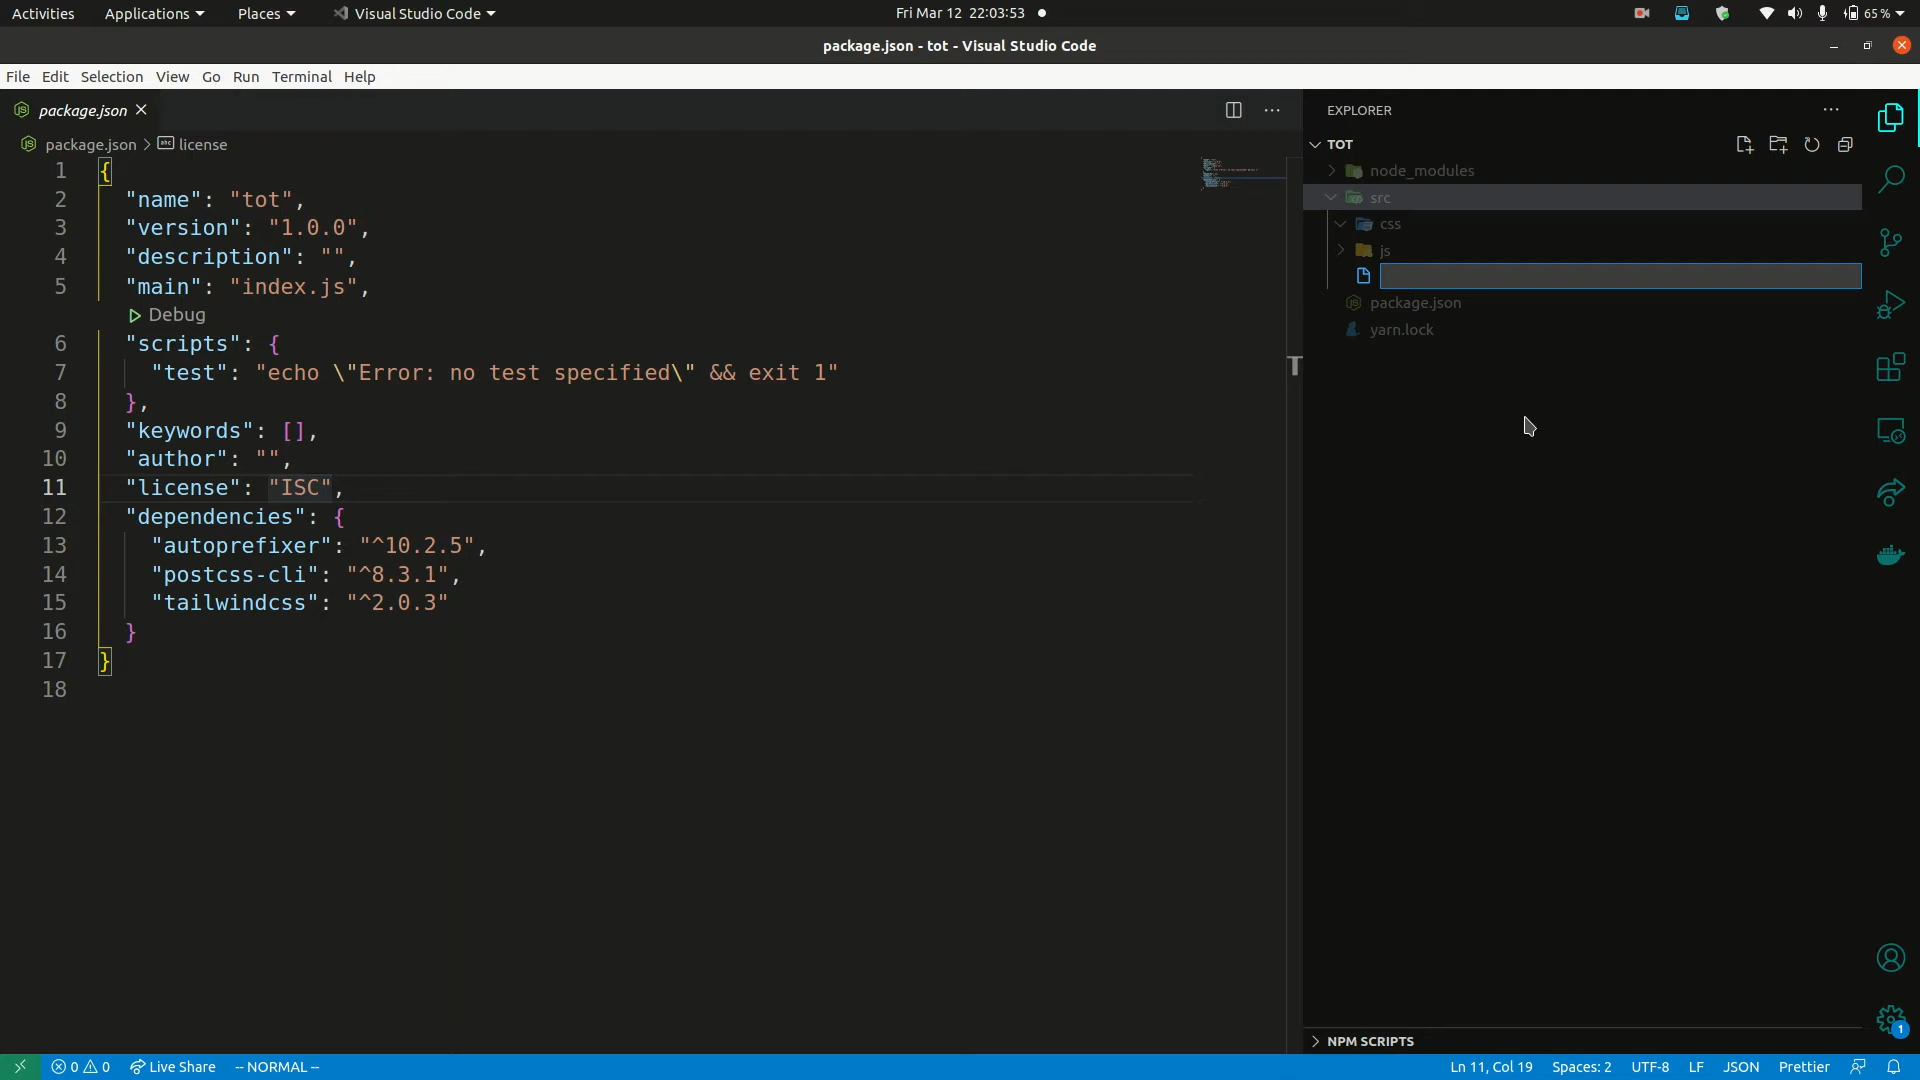 Activities Applications Places Visual Studio Code Fri Mar 12 22:03:53 65 %
package.json - tot - Visual Studio Code
File Edit Selection View Go Run Terminal Help
package.json
package.json > license
1 {
2 "name": "tot",
3 "version": "1.0.0",
4 "description": "",
5 "main": "index.js",
Debug
6 "scripts": {
7 "test": "echo \"Error: no test specified\" && exit 1"
8 },
9 "keywords": [],
10 "author": "",
11 "license": "ISC",
12 "dependencies": {
13 "autoprefixer": "^10.2.5",
14 "postcss-cli": "^8.3.1",
15 "tailwindcss": "^2.0.3"
16 }
17 }
18
T
EXPLORER
TOT
node_modules
src
css
js
package.json
yarn.lock
NPM SCRIPTS
1
0 0 Live Share -- NORMAL -- Ln 11, Col 19 Spaces: 2 UTF-8 LF JSON Prettier